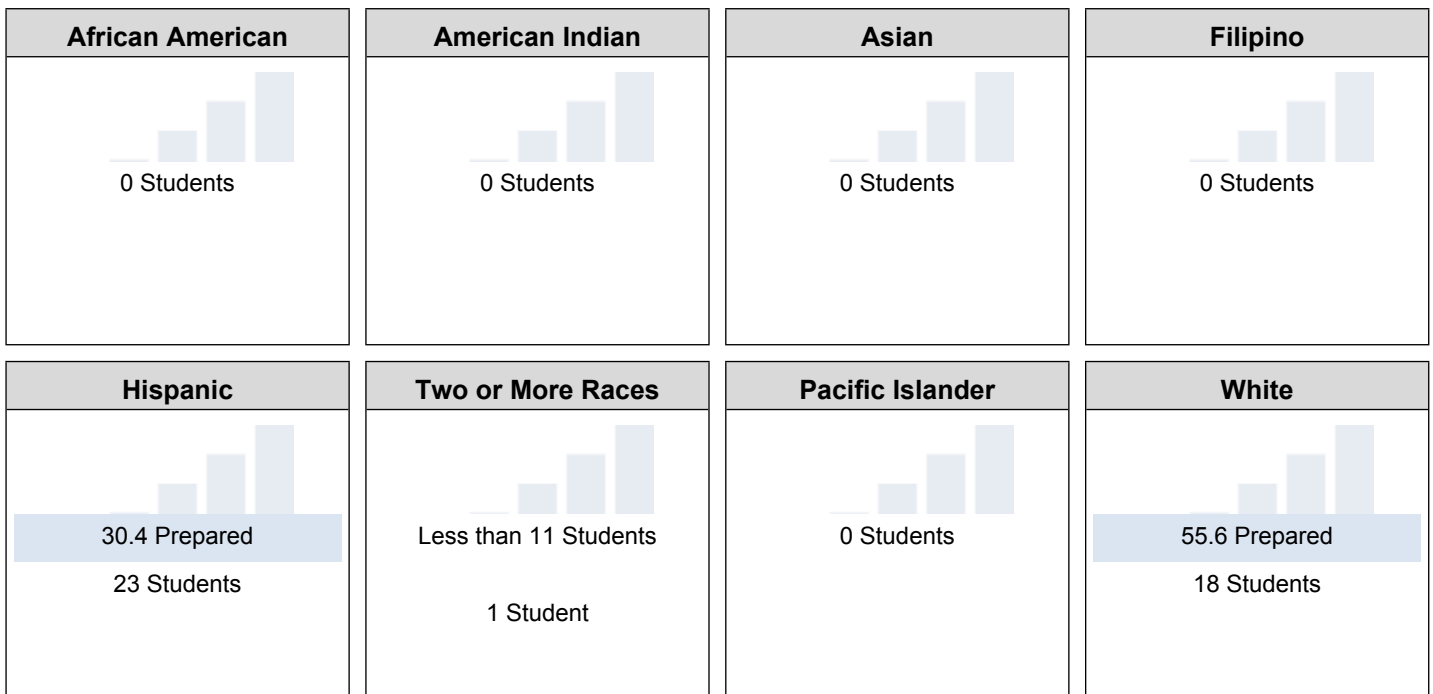 African American
0 Students
American Indian
0 Students
Asian
0 Students
Filipino
0 Students
Hispanic
30.4 Prepared
23 Students
Two or More Races
Less than 11 Students
1 Student
Pacific Islander
0 Students
White
55.6 Prepared
18 Students